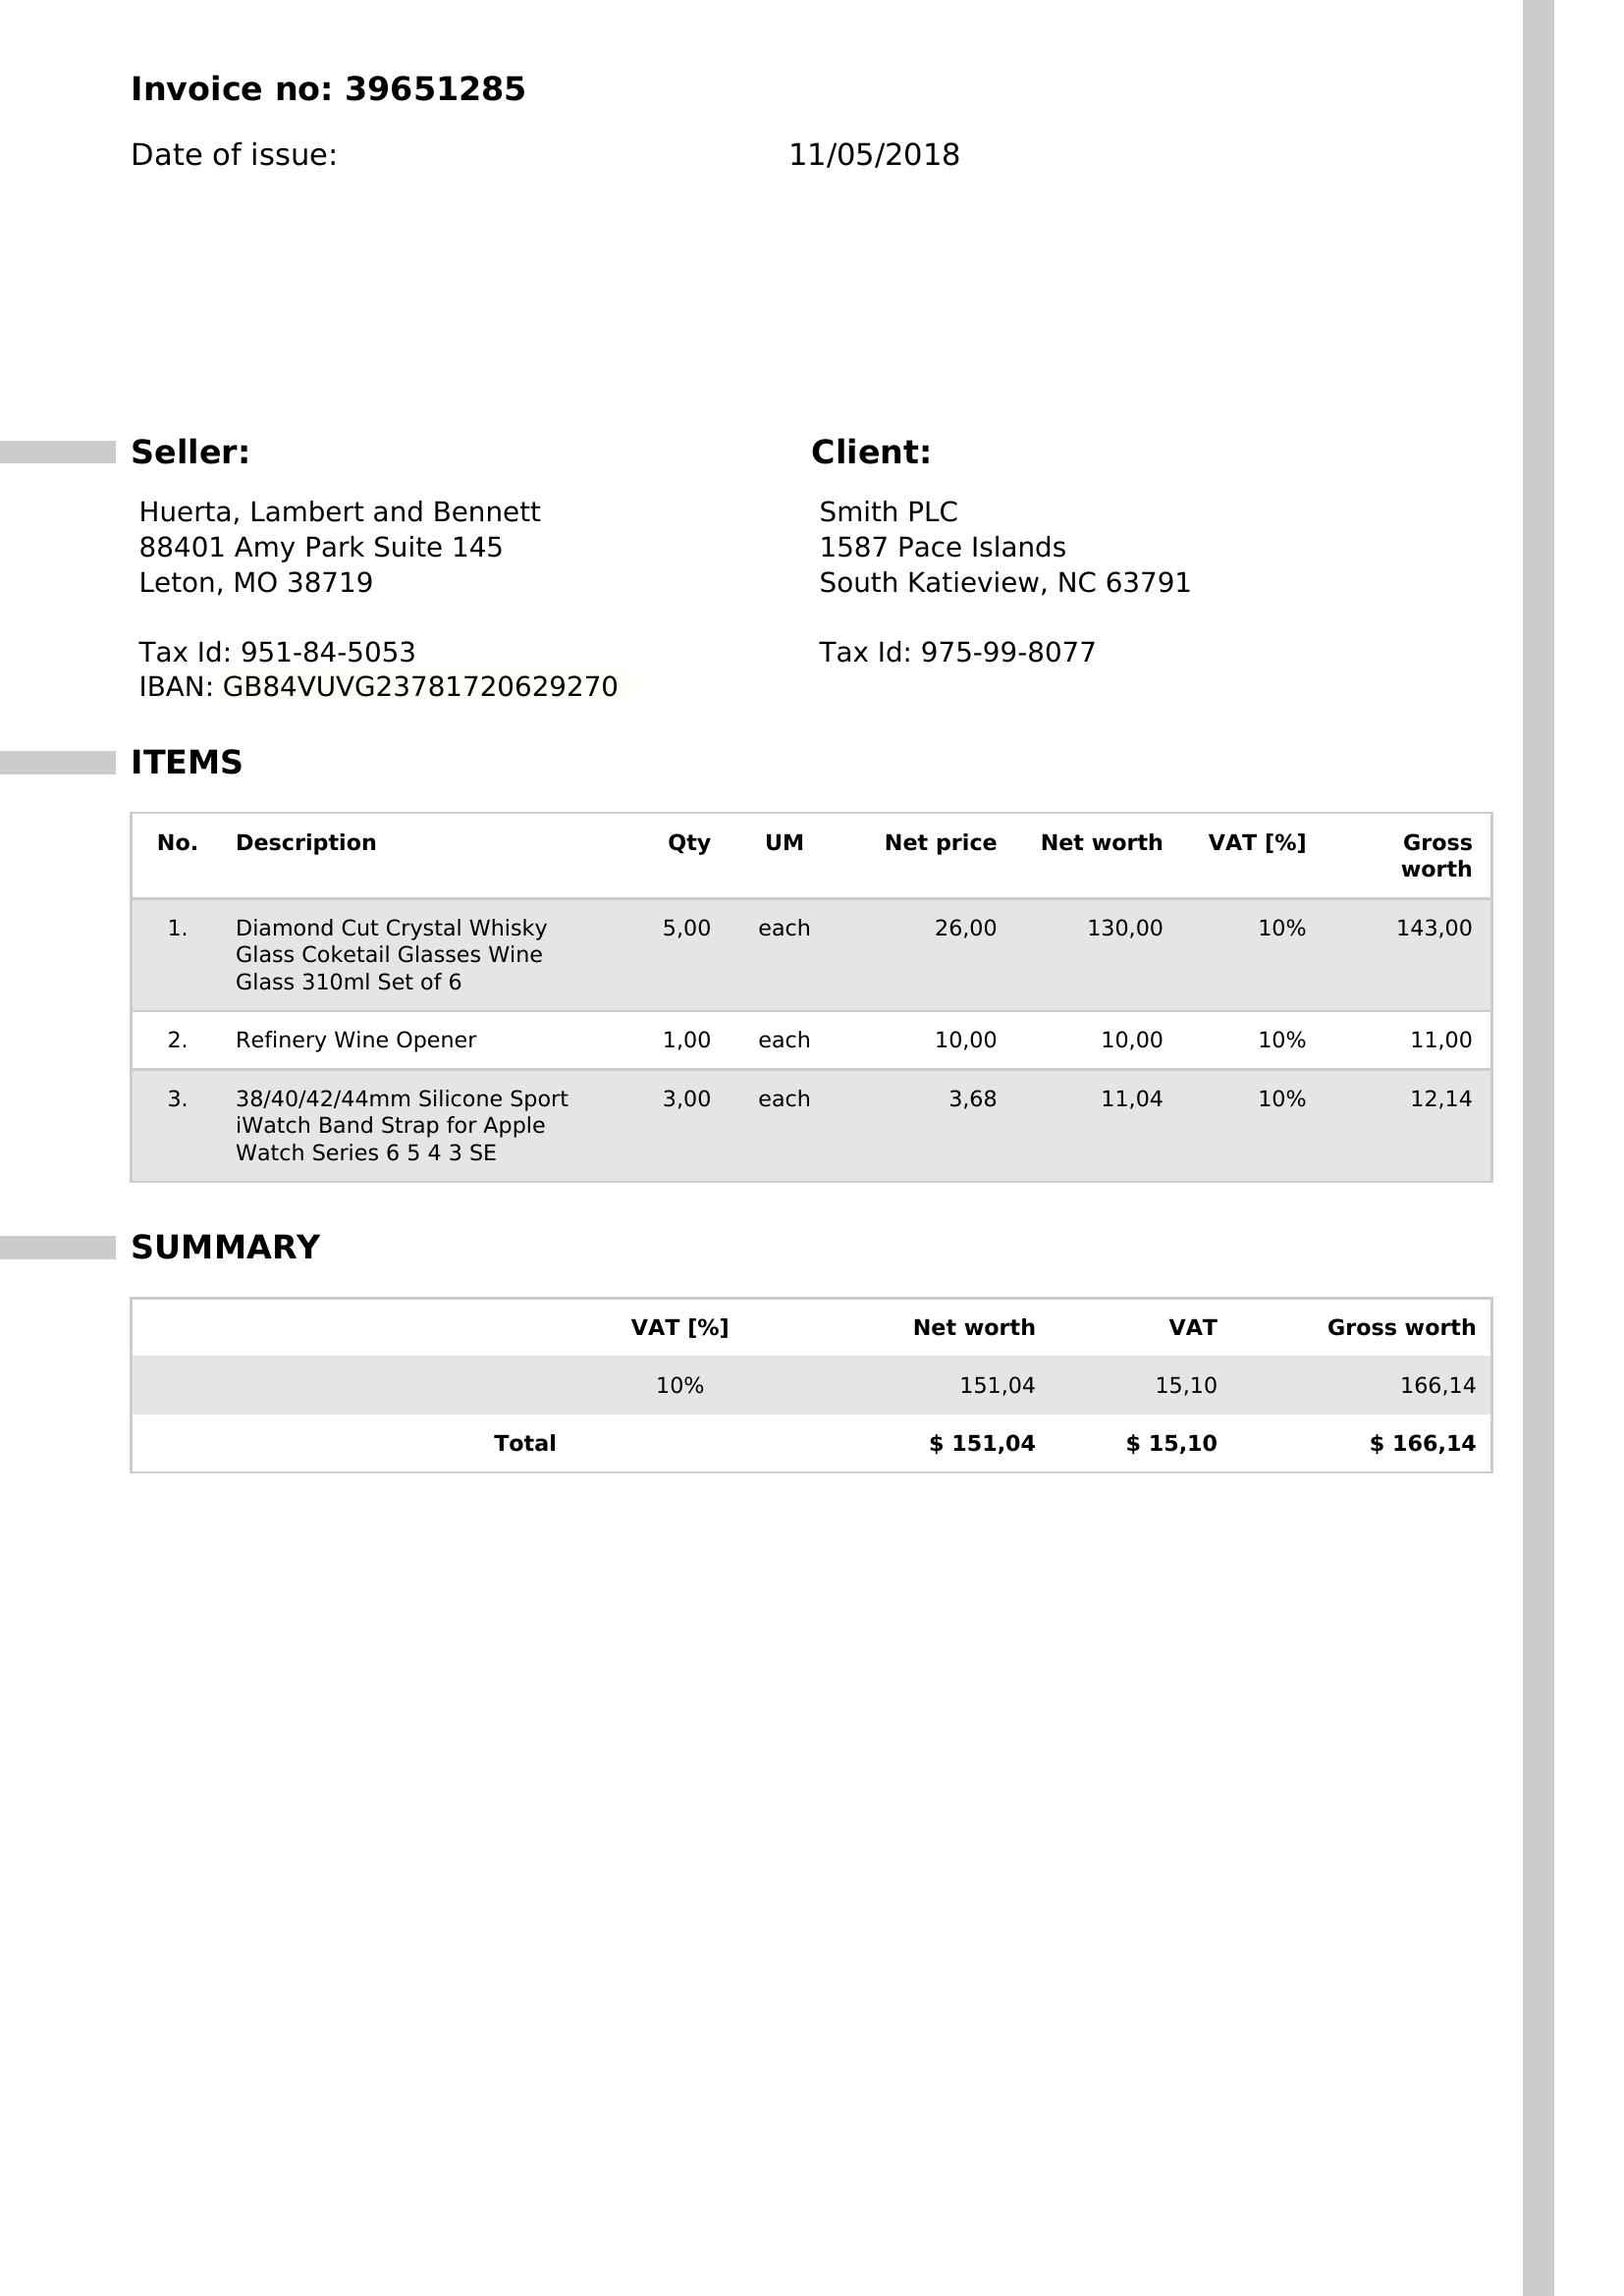 Invoice no: 39651285
Date of issue: 11/05/2018
Seller:
Huerta, Lambert and Bennett
88401 Amy Park Suite 145
Leton, MO 38719
Tax Id: 951-84-5053
IBAN: GB84VUVG23781720629270
Client:
Smith PLC
1587 Pace Islands
South Katieview, NC 63791
Tax Id: 975-99-8077
ITEMS
No. Description Qty UM Net price Net worth VAT [%] Gross
worth
1. Diamond Cut Crystal Whisky 5,00 each 26,00 130,00 10% 143,00
Glass Coketail Glasses Wine
Glass 310ml Set of 6
2. Refinery Wine Opener 1,00 each 10,00 10,00 10% 11,00
3. 38/40/42/44mm Silicone Sport 3,00 each 3,68 11,04 10% 12,14
iWatch Band Strap for Apple
Watch Series 6 5 4 3 SE
SUMMARY
VAT [%] Net worth VAT Gross worth
10% 151,04 15,10 166,14
Total $ 151,04 $ 15,10 $ 166,14